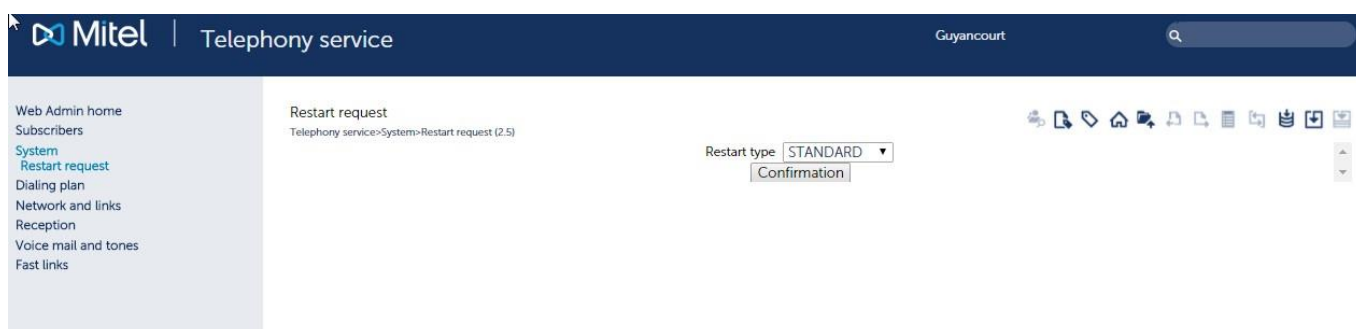 Mitel | Telephony service
Guyancourt
Web Admin home
Subscribers
System
Restart request
Dialing plan
Network and links
Reception
Voice mail and tones
Fast links
Restart request
Telephony service>System>Restart request (2.5)
Restart type STANDARD
Confirmation